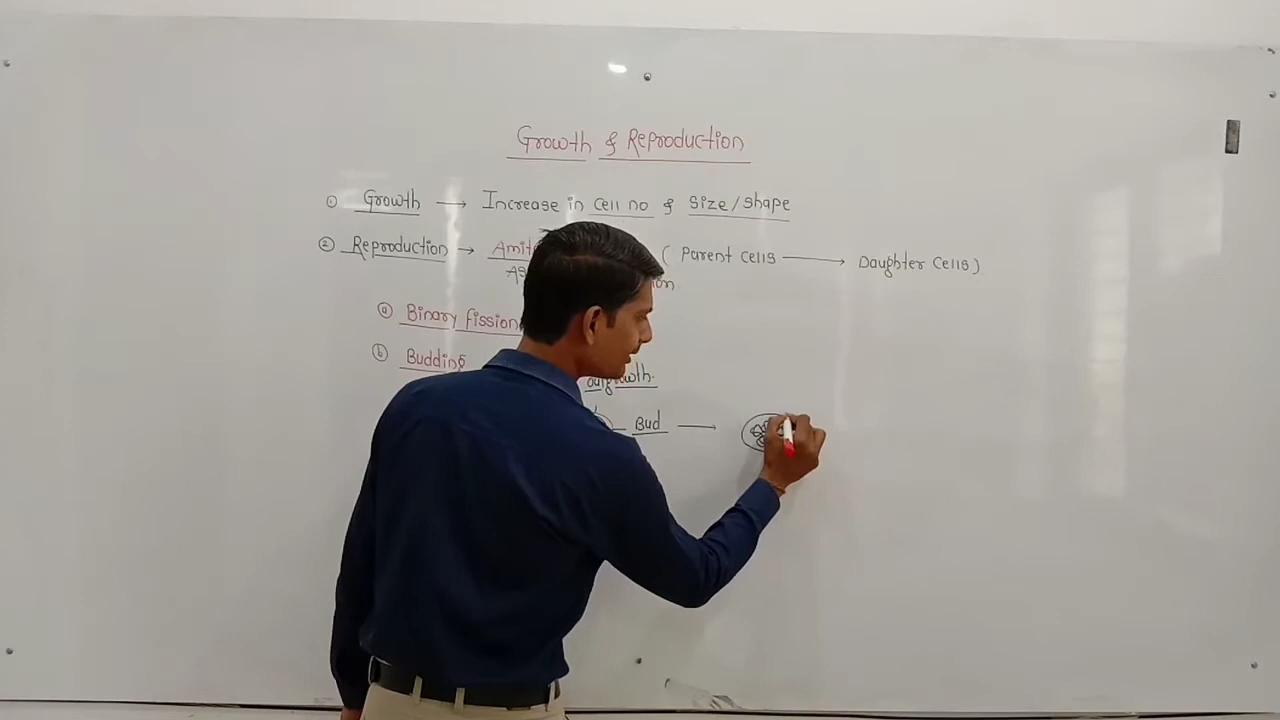 Growth & Reproduction
① Growth → Increase in cell no & Size/shape
② Reproduction → ( Parent cells → Daughter cells)
ⓐ Binary fission
ⓑ Budding
outgrowth.
Bud →